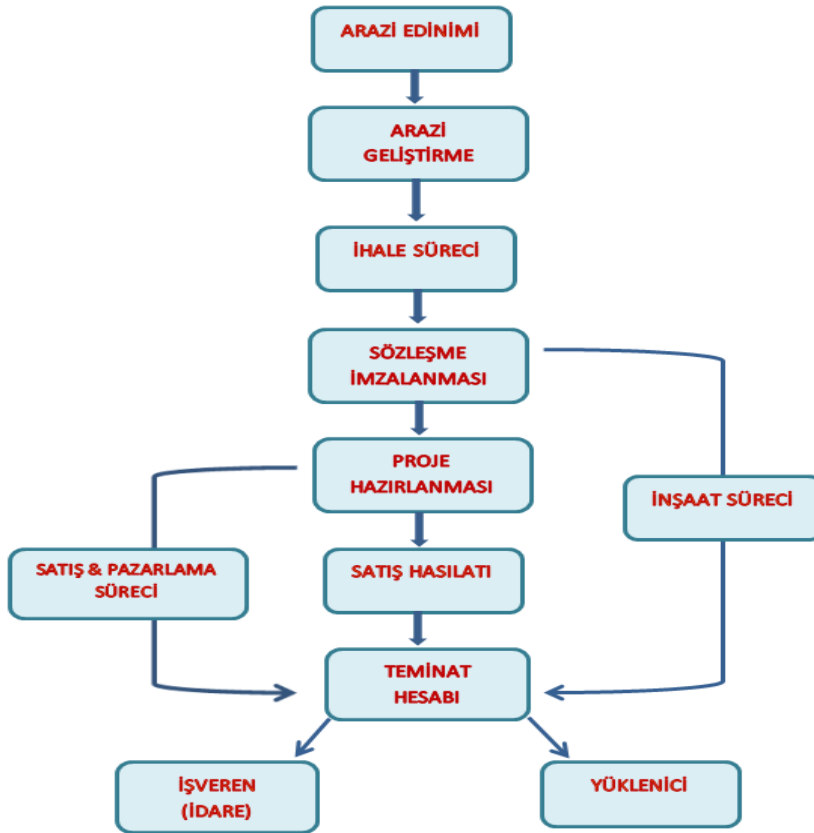 ARAZİ EDİNİMİ
ARAZİ
GELİŞTİRME
İHALE SÜRECİ
SÖZLEŞME
İMZALANMASI
PROJE
HAZIRLANMASI
İNŞAAT SÜRECİ
SATIŞ & PAZARLAMA
SÜRECİ
SATIŞ HASILATI
TEMİNAT
HESABI
İŞVEREN
(İDARE)
YÜKLENİCİ